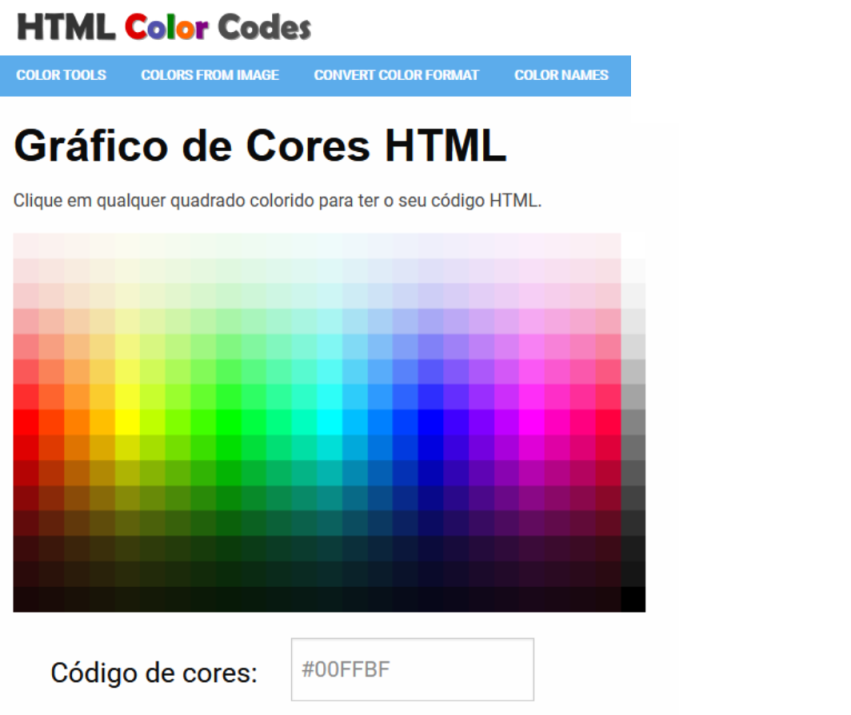 HTML Color Codes
COLOR TOOLS COLORS FROM IMAGE CONVERT COLOR FORMAT COLOR NAMES
Gráfico de Cores HTML
Clique em qualquer quadrado colorido para ter o seu código HTML.
Código de cores: #00FFBF